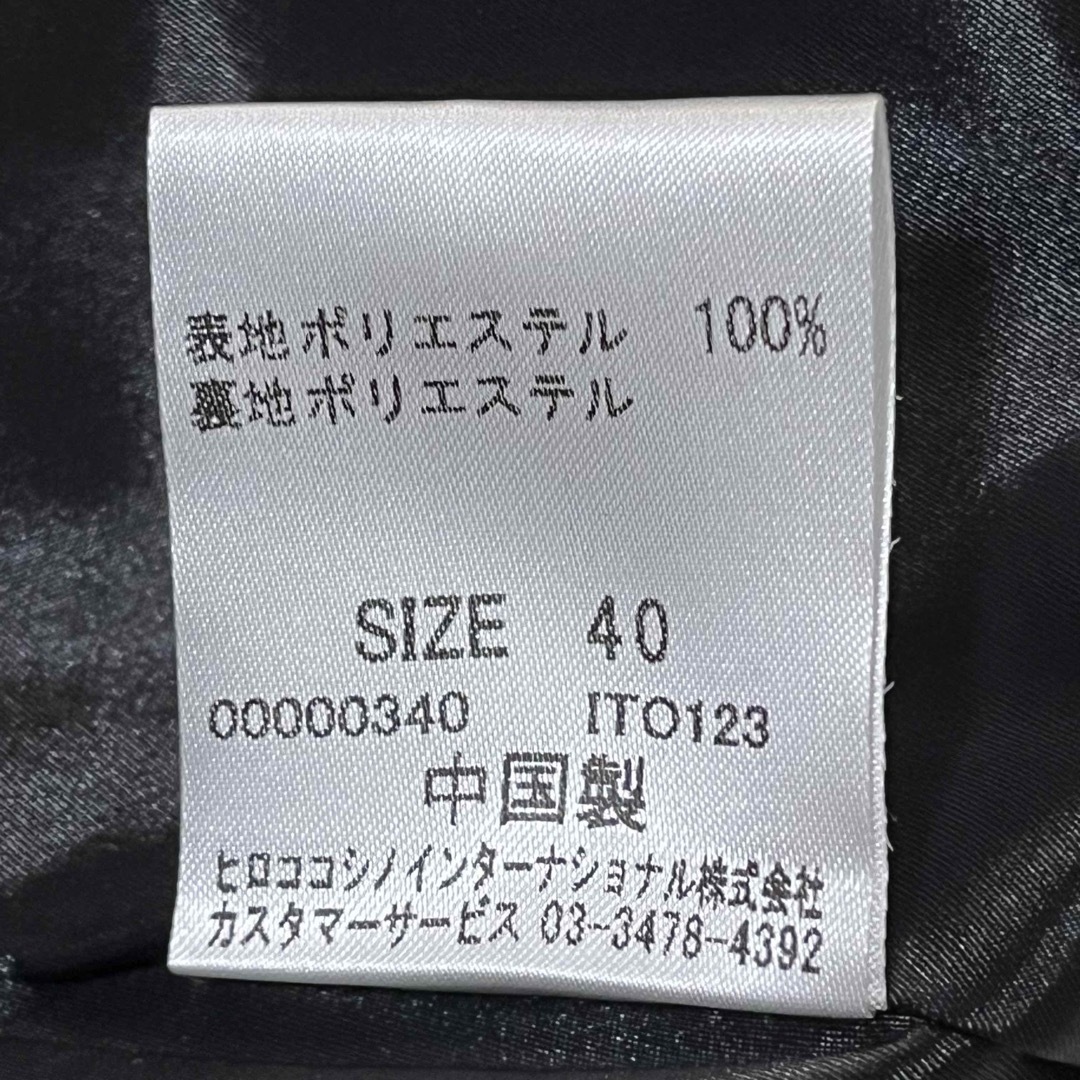 表地ポリエステル 100%
裏地ポリエステル
SIZE 40
00000340 ITO123
中国製
ヒロココシノインターナショナル株式会社
カスタマーサービス 03-3478-4392